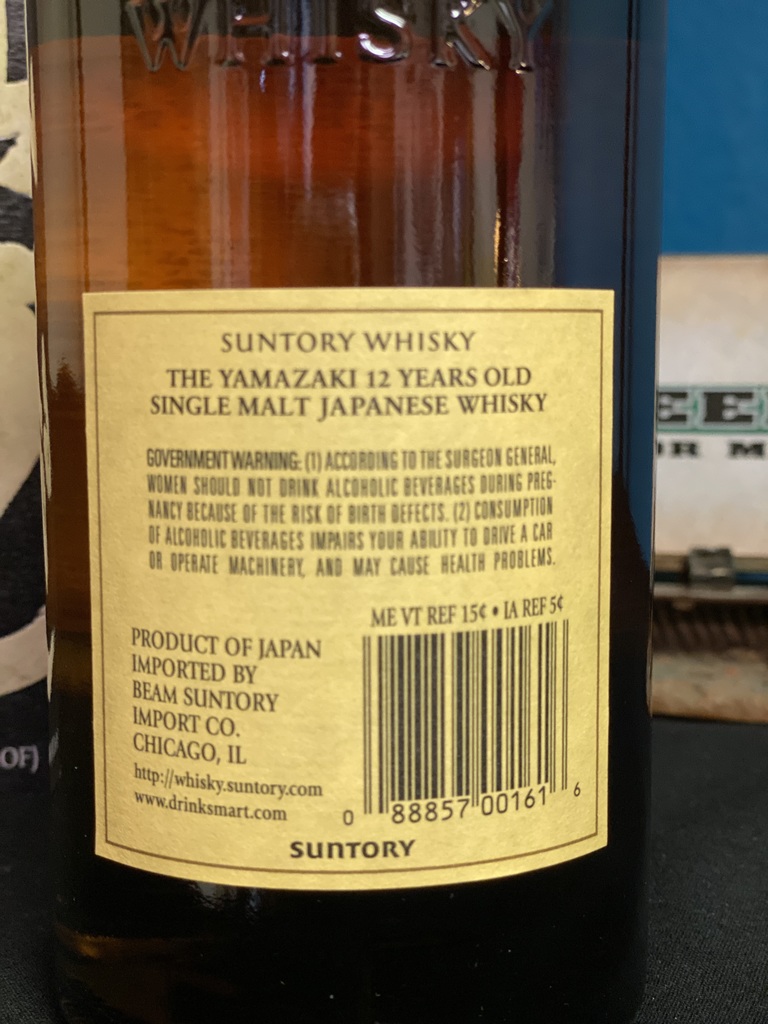 WHISKY
SUNTORY WHISKY
THE YAMAZAKI 12 YEARS OLD
SINGLE MALT JAPANESE WHISKY
GOVERNMENT WARNING: (1) ACCORDING TO THE SURGEON GENERAL,
WOMEN SHOULD NOT DRINK ALCOHOLIC BEVERAGES DURING PREG-
NANCY BECAUSE OF THE RISK OF BIRTH DEFECTS. (2) CONSUMPTION
OF ALCOHOLIC BEVERAGES IMPAIRS YOUR ABILITY TO DRIVE A CAR
OR OPERATE MACHINERY, AND MAY CAUSE HEALTH PROBLEMS.
ME VT REF 15¢ • IA REF 5¢
PRODUCT OF JAPAN
IMPORTED BY
BEAM SUNTORY
IMPORT CO.
CHICAGO, IL
http://whisky.suntory.com
www.drinksmart.com
0 88857 00161 6
SUNTORY
OF)